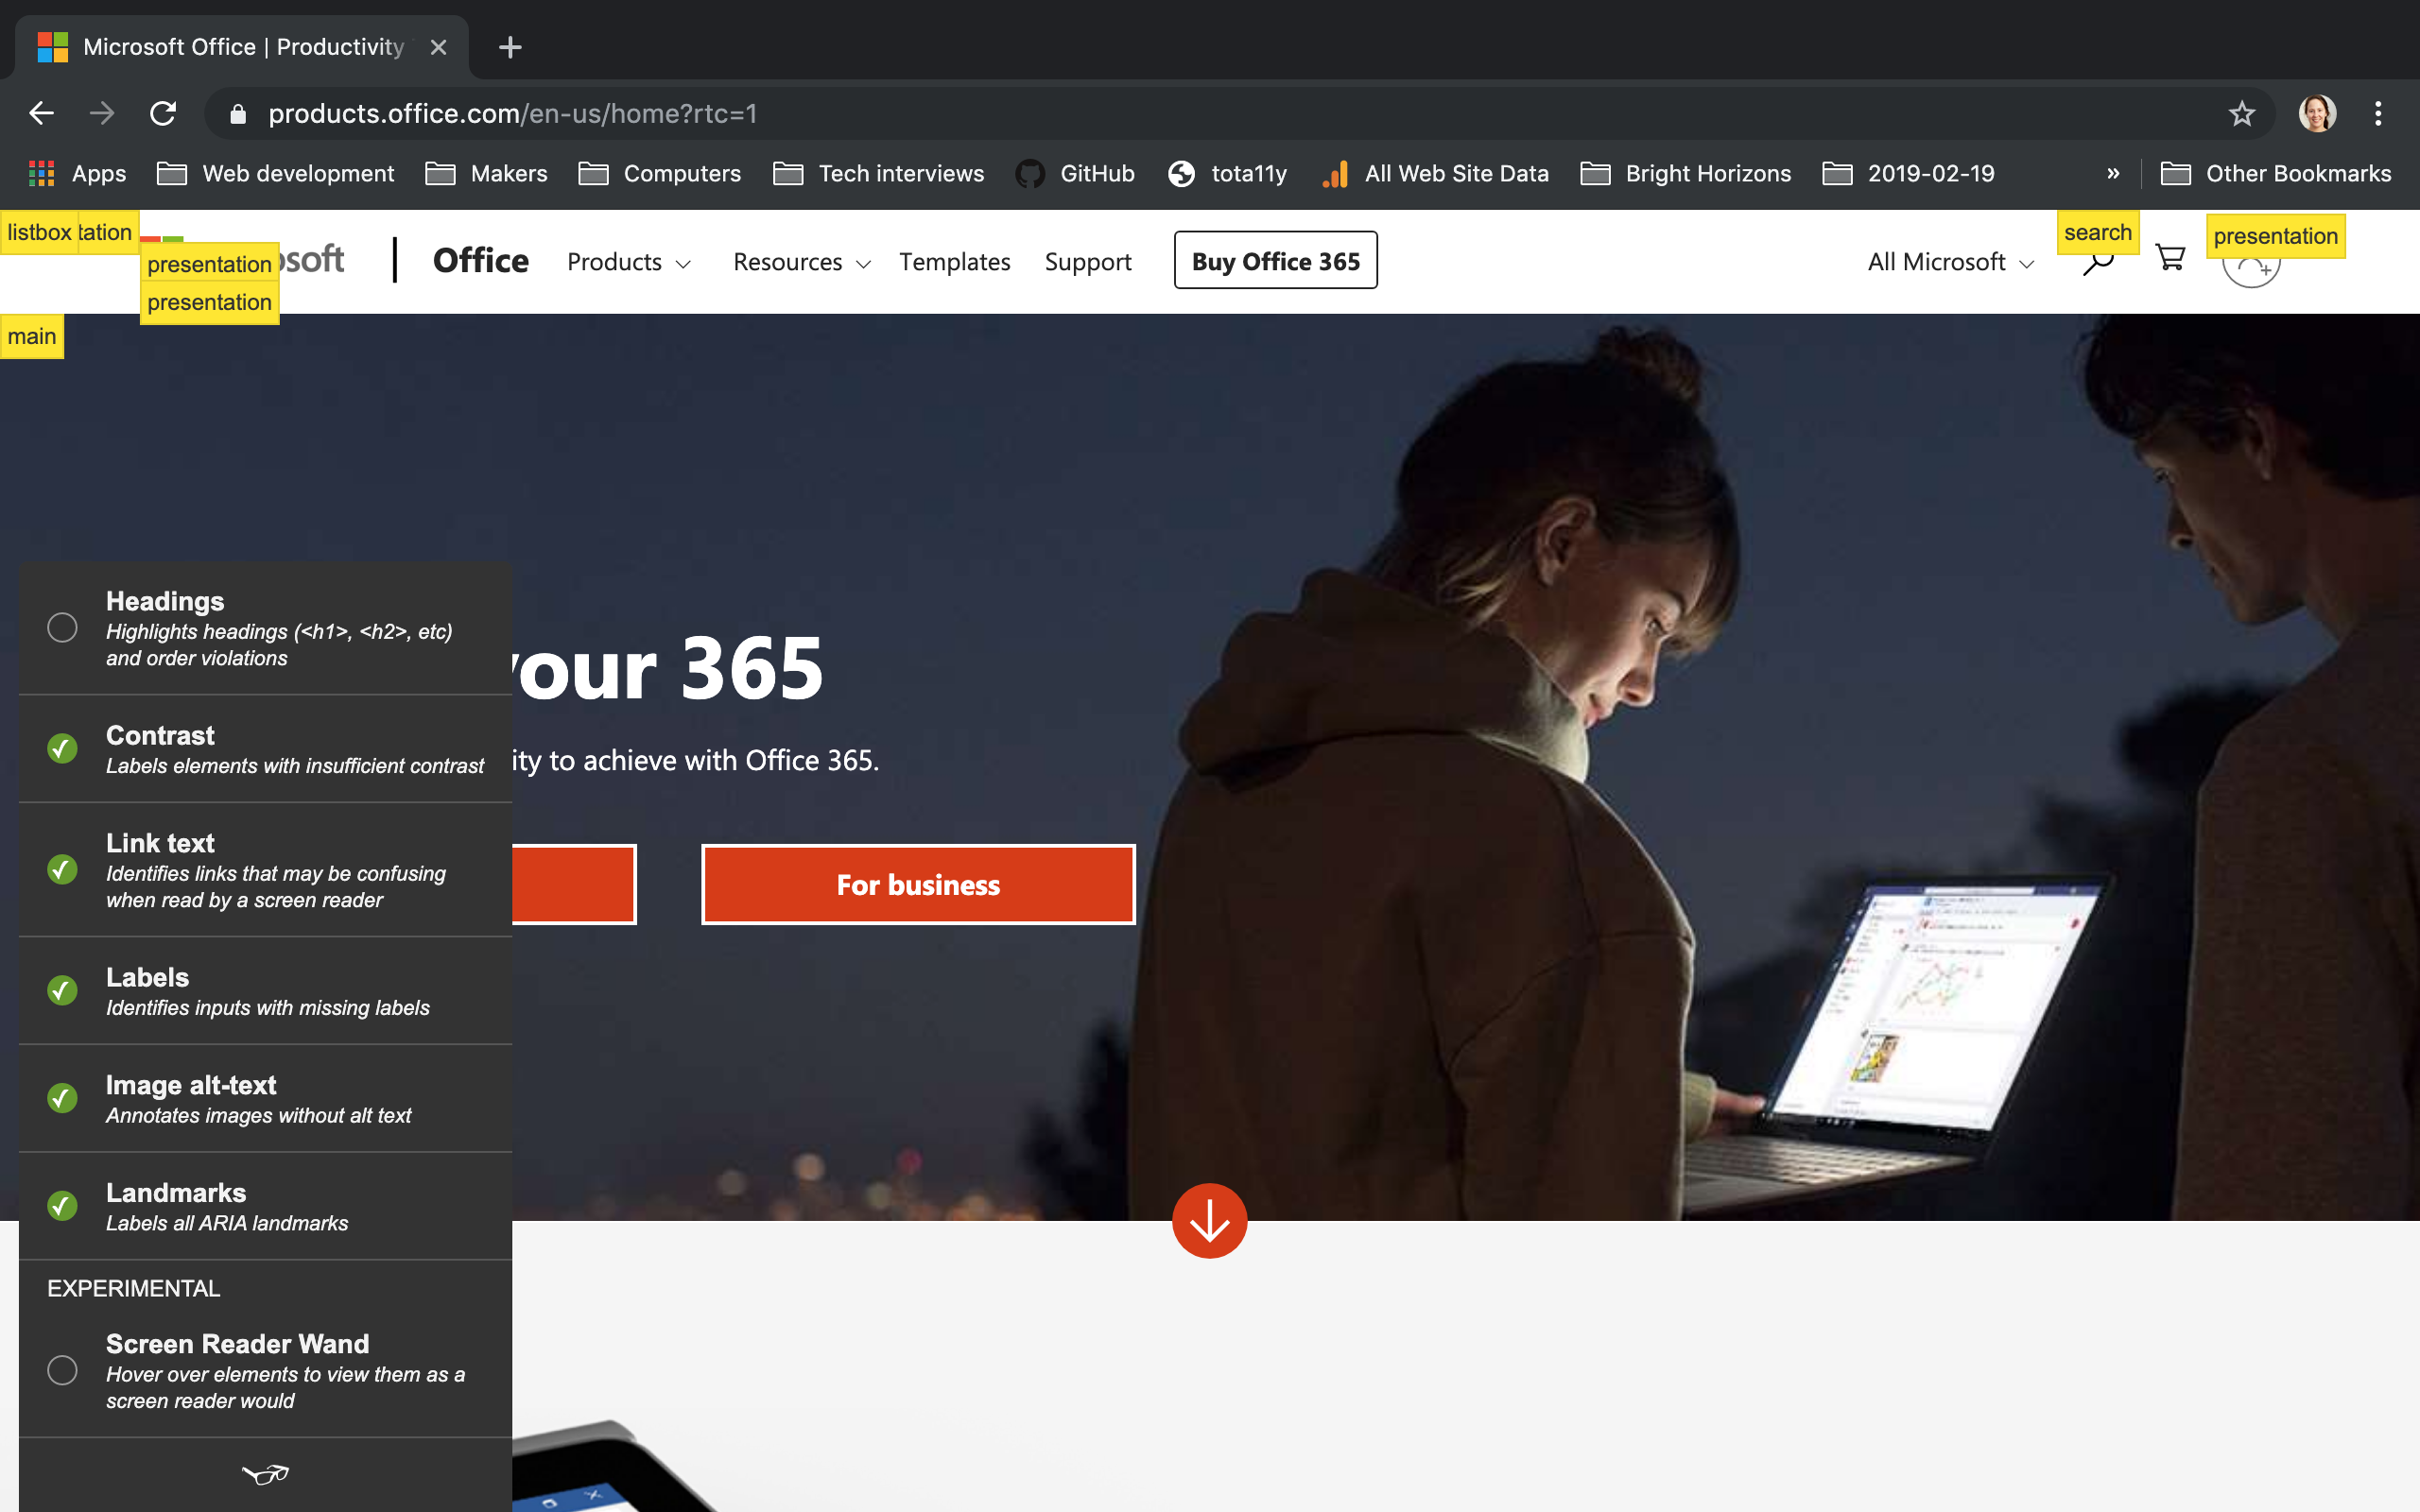 Microsoft Office | Productivity
products.office.com/en-us/home?rtc=1
Apps Web development Makers Computers Tech interviews GitHub tota11y All Web Site Data Bright Horizons 2019-02-19 » Other Bookmarks
listbox tation search presentation
presentation osoft Office Products Resources Templates Support Buy Office 365 All Microsoft
presentation
main
Headings
Highlights headings (<h1>, <h2>, etc)
and order violations
your 365
Contrast
Labels elements with insufficient contrast
ity to achieve with Office 365.
Link text
Identifies links that may be confusing
when read by a screen reader
For business
Labels
Identifies inputs with missing labels
Image alt-text
Annotates images without alt text
Landmarks
Labels all ARIA landmarks
EXPERIMENTAL
Screen Reader Wand
Hover over elements to view them as a
screen reader would